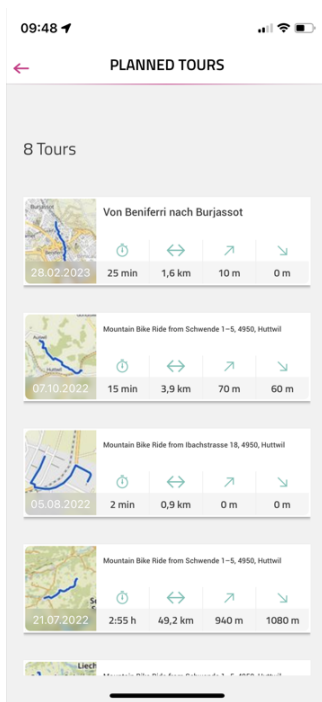 09:48
PLANNED TOURS
8 Tours
Burjassot
Von Beniferri nach Burjassot
28.02.2023
25 min 1,6 km 10 m 0 m
Huttwil
Mountain Bike Ride from Schwende 1–5, 4950, Huttwil
07.10.2022
15 min 3,9 km 70 m 60 m
Mountain Bike Ride from Ibachstrasse 18, 4950, Huttwil
05.08.2022
2 min 0,9 km 0 m 0 m
Mountain Bike Ride from Schwende 1–5, 4950, Huttwil
21.07.2022
2:55 h 49,2 km 940 m 1080 m
Liech